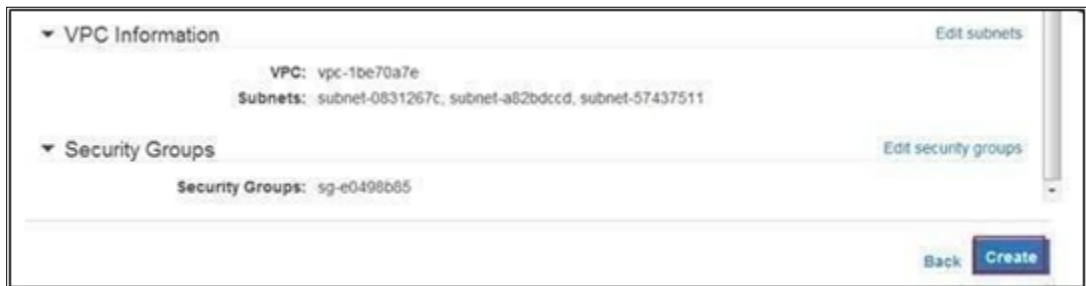 VPC Information Edit subnets
VPC: vpc-1be70a7e
Subnets: subnet-0831267c, subnet-a82bdccd, subnet-57437511
Security Groups Edit security groups
Security Groups: sg-e0498b85
Back Create